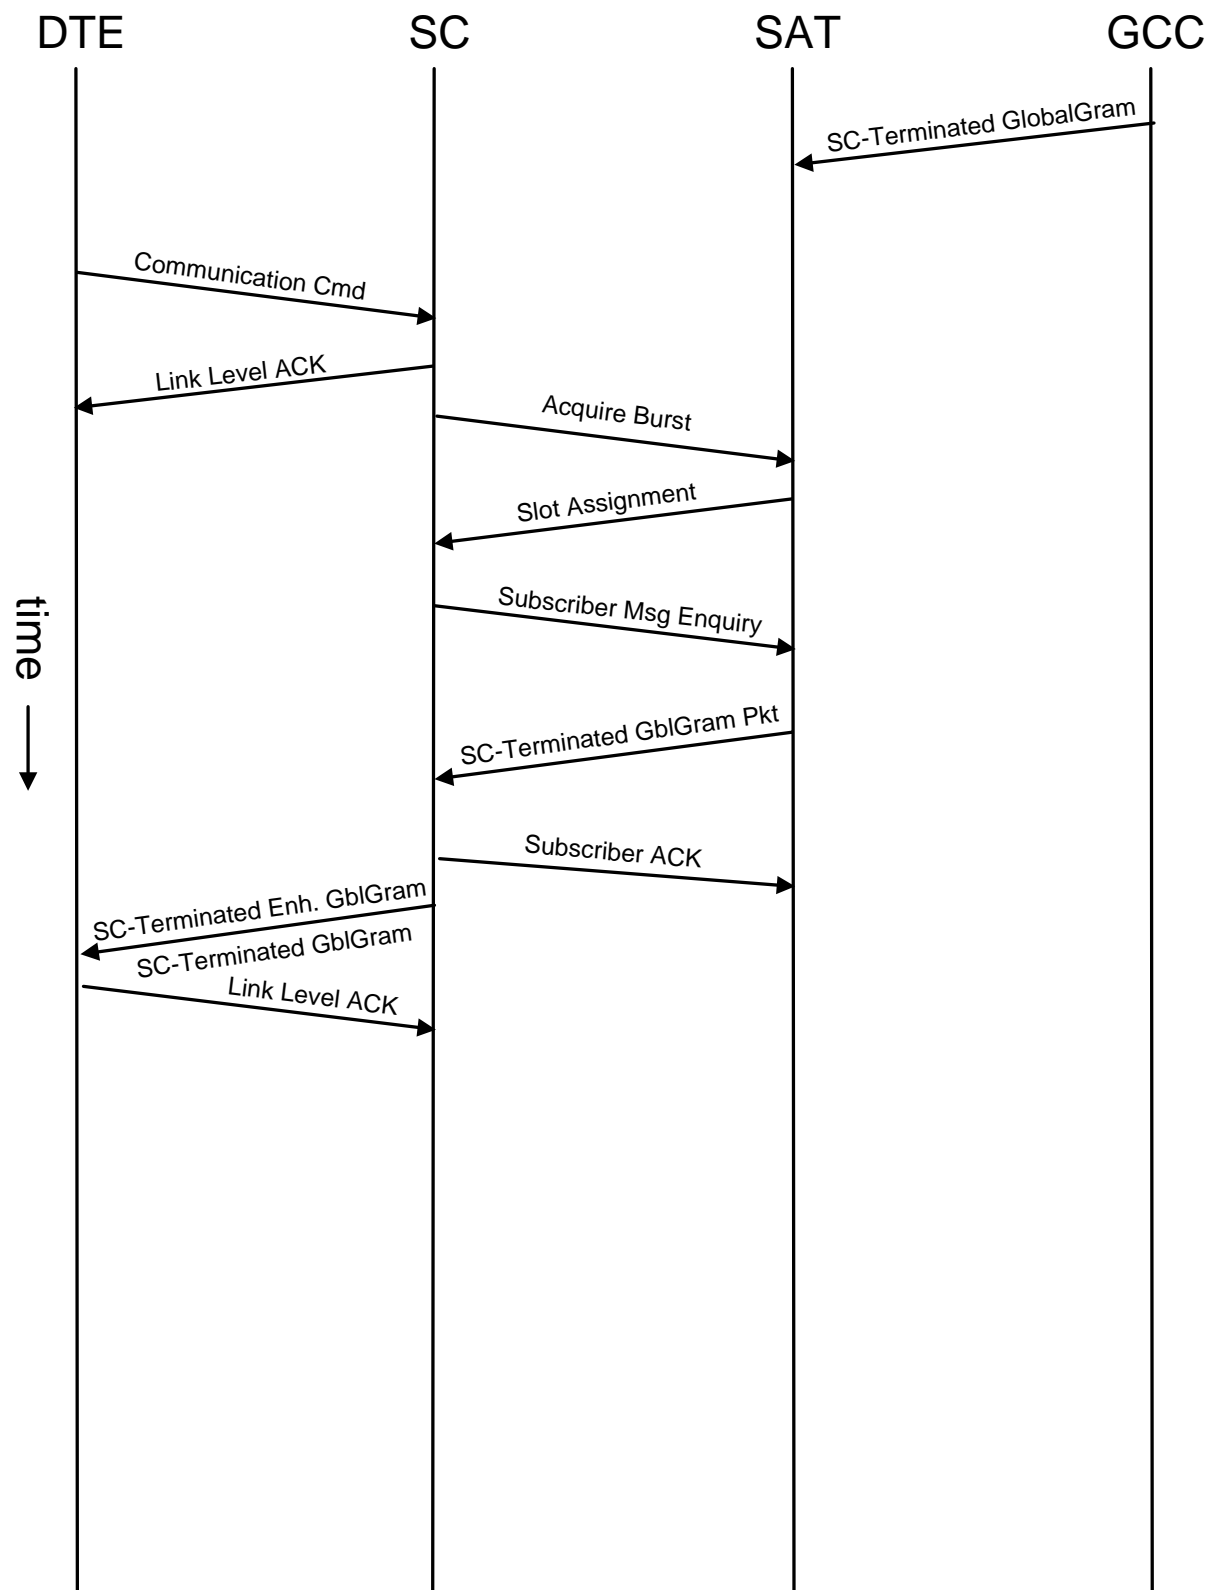 DTE
SC
SAT
GCC
SC-Terminated GlobalGram
Communication Cmd
Link Level ACK
Acquire Burst
Slot Assignment
Subscriber Msg Enquiry
time
SC-Terminated GblGram Pkt
Subscriber ACK
SC-Terminated Enh. GblGram
SC-Terminated GblGram
Link Level ACK